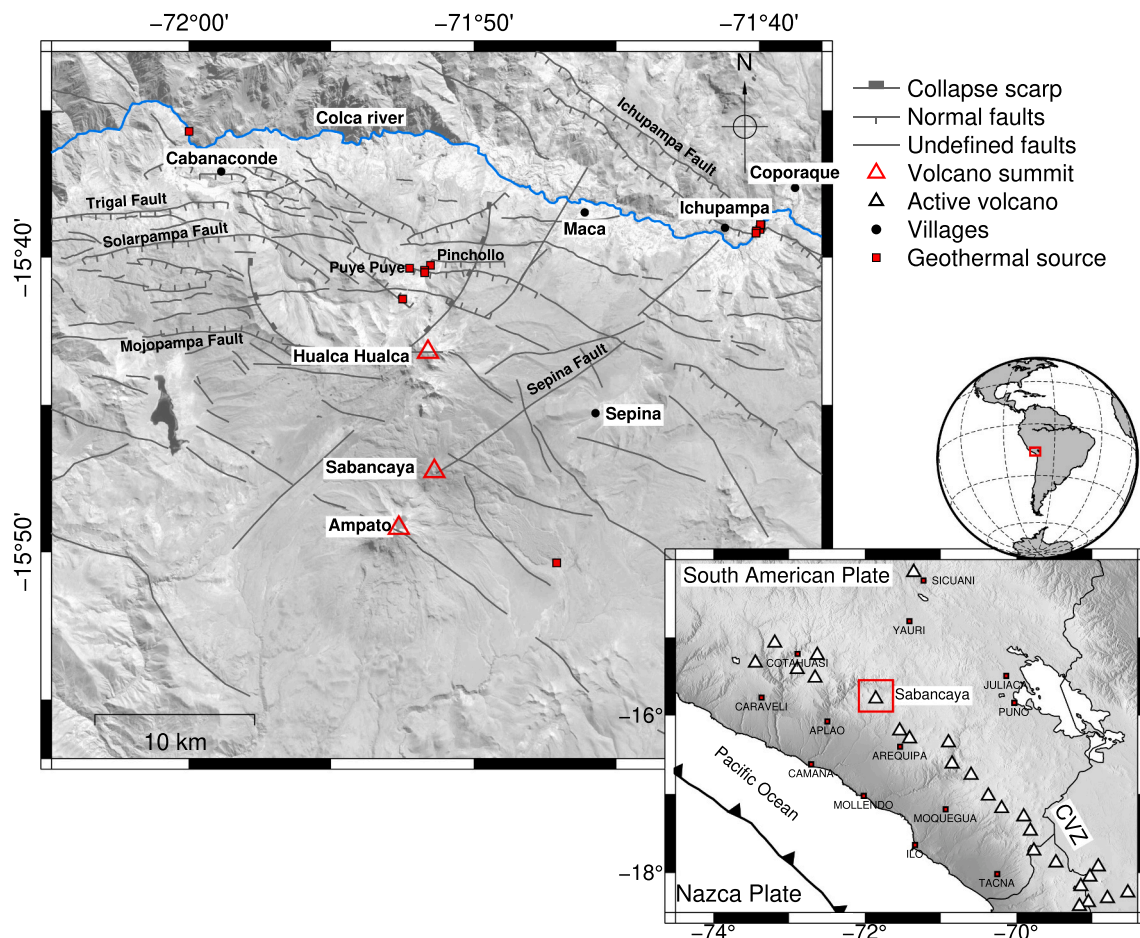 −72°00'
−71°50'
−71°40'
N
Colca river
Ichupampa Fault
Cabanaconde
Coporaque
Trigal Fault
Ichupampa
Maca
Solarpampa Fault
−15°40'
Pinchollo
Puye Puye
Mojopampa Fault
Hualca Hualca
Sepina Fault
Sepina
Sabancaya
Ampato
−15°50'
10 km
Collapse scarp
Normal faults
Undefined faults
Volcano summit
Active volcano
Villages
Geothermal source
South American Plate
SICUANI
YAURI
COTAHUASI
JULIACA
Sabancaya
CARAVELI
PUNO
−16°
APLAO
AREQUIPA
CAMANA
Pacific Ocean
MOLLENDO
MOQUEGUA
CVZ
ILO
−18°
TACNA
Nazca Plate
−74°
−72°
−70°